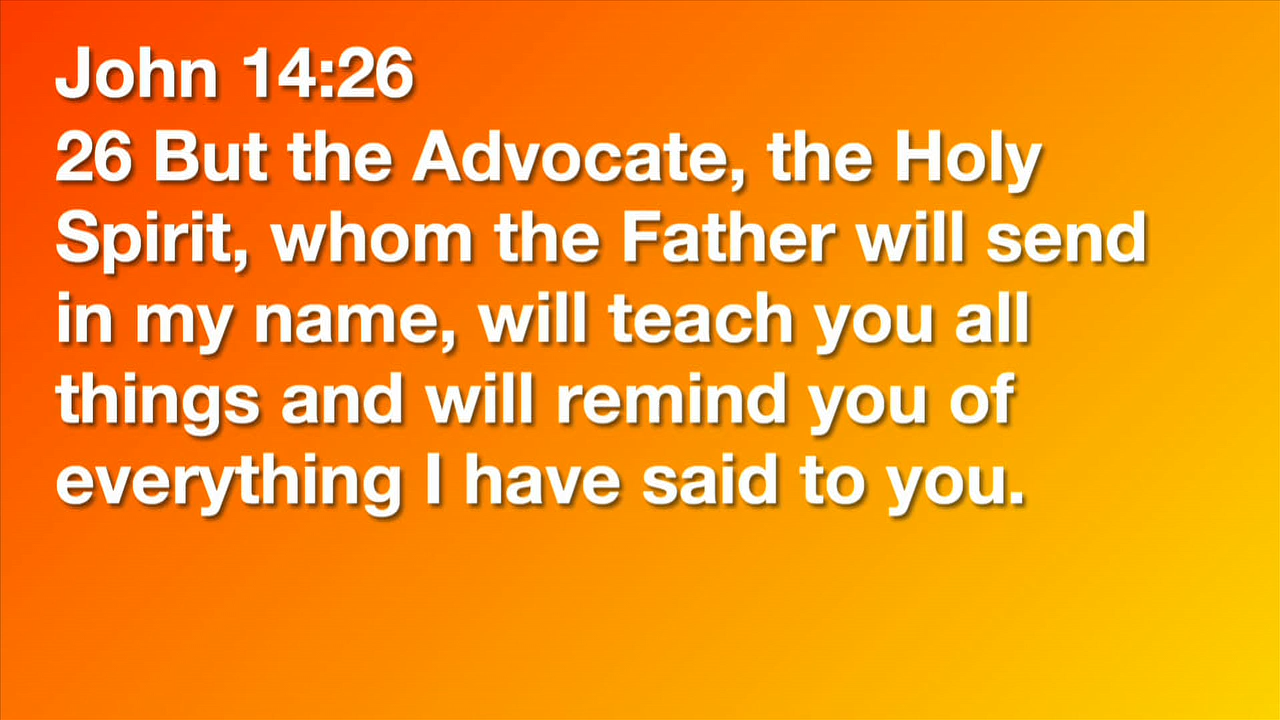 John 14:26
26 But the Advocate, the Holy
Spirit, whom the Father will send
in my name, will teach you all
things and will remind you of
everything I have said to you.